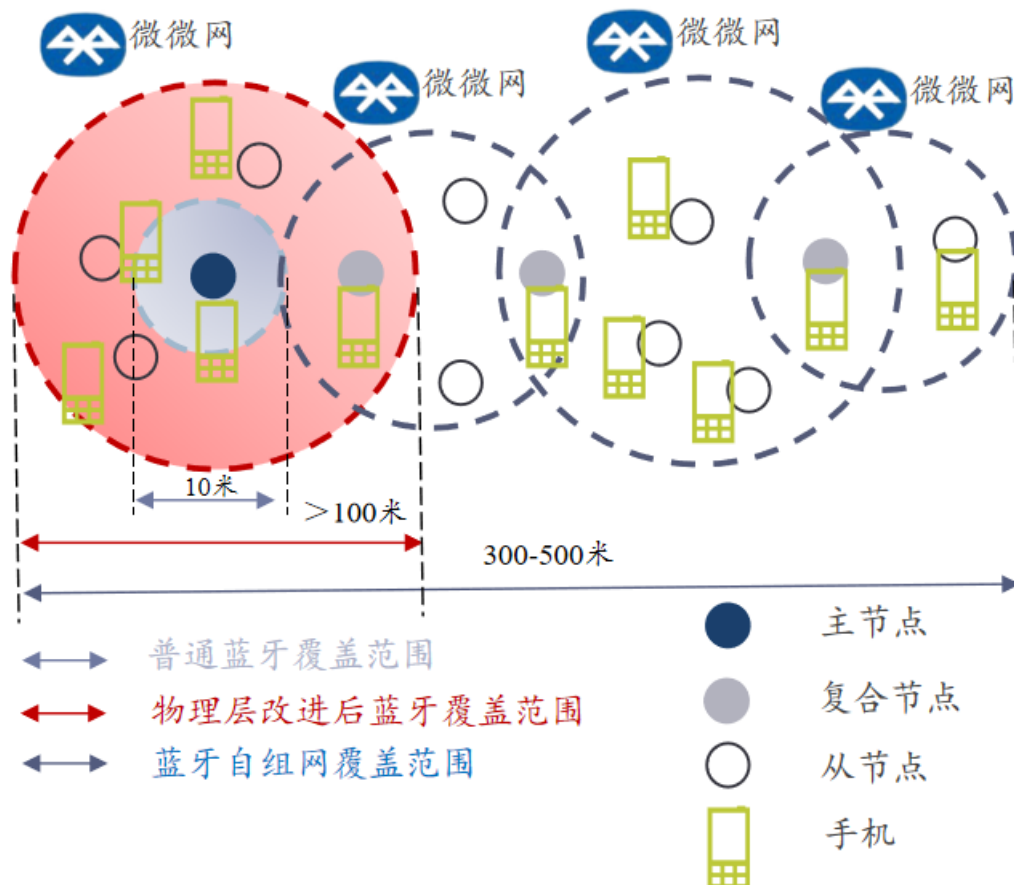 微微网
微微网
微微网
微微网
10米
＞100米
300-500米
普通蓝牙覆盖范围
物理层改进后蓝牙覆盖范围
蓝牙自组网覆盖范围
主节点
复合节点
从节点
手机